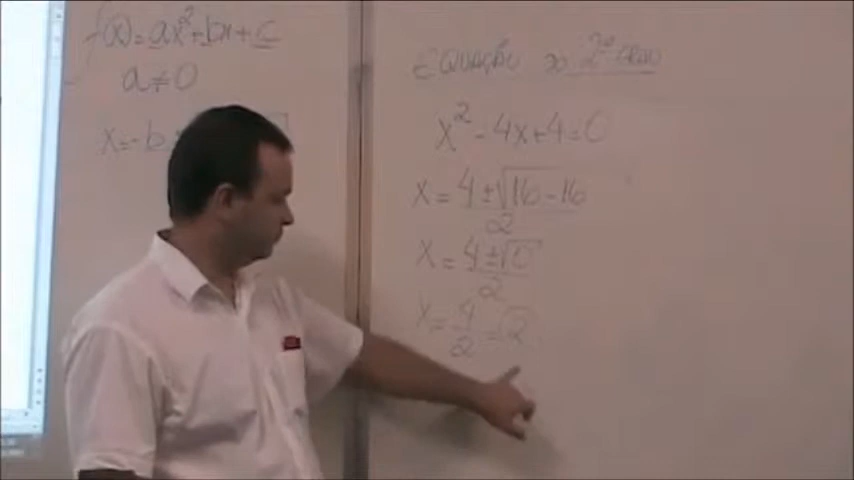 f(x)=ax²+bx+c
a≠0
x=-b
EQUAÇÃO DO 2º GRAU
x²-4x+4=0
x=4±√16-16/2
x=4±√0/2
x=4/2=2